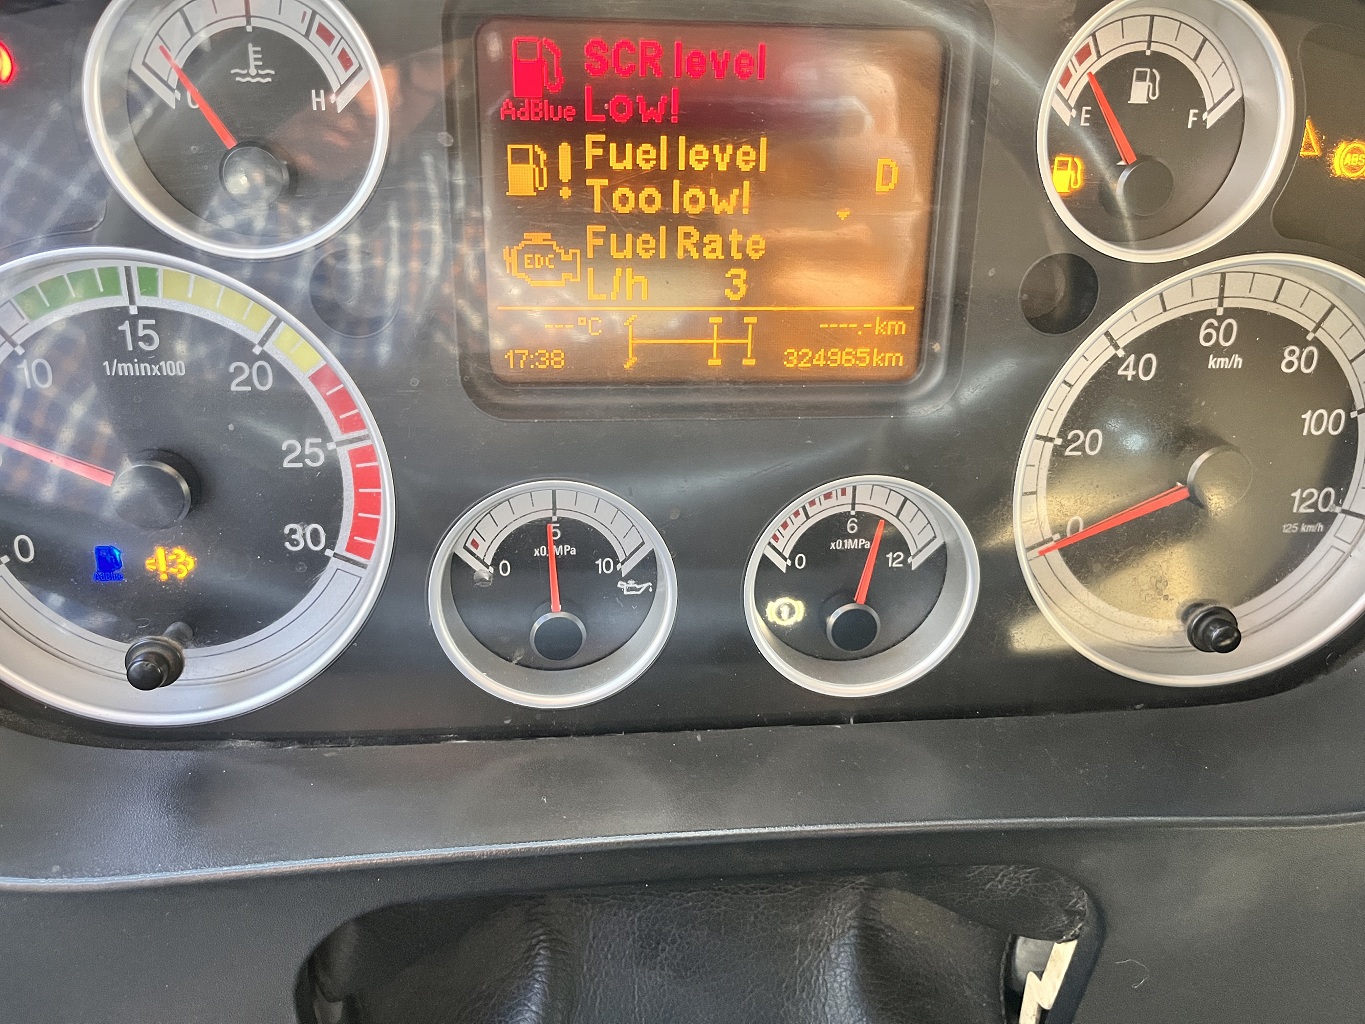 C E H
SCR level
AdBlue Low!
Fuel level
Too low!
D
EDC
Fuel Rate
L/h 3
---°C
----.-km
17:38
324965km
E F
ABS
0 10 15 20 25 30
1/minx100
AdBlue
0 5 10
x0.1MPa
0 6 12
x0.1MPa
0 20 40 60 80 100 120
km/h
125 km/h